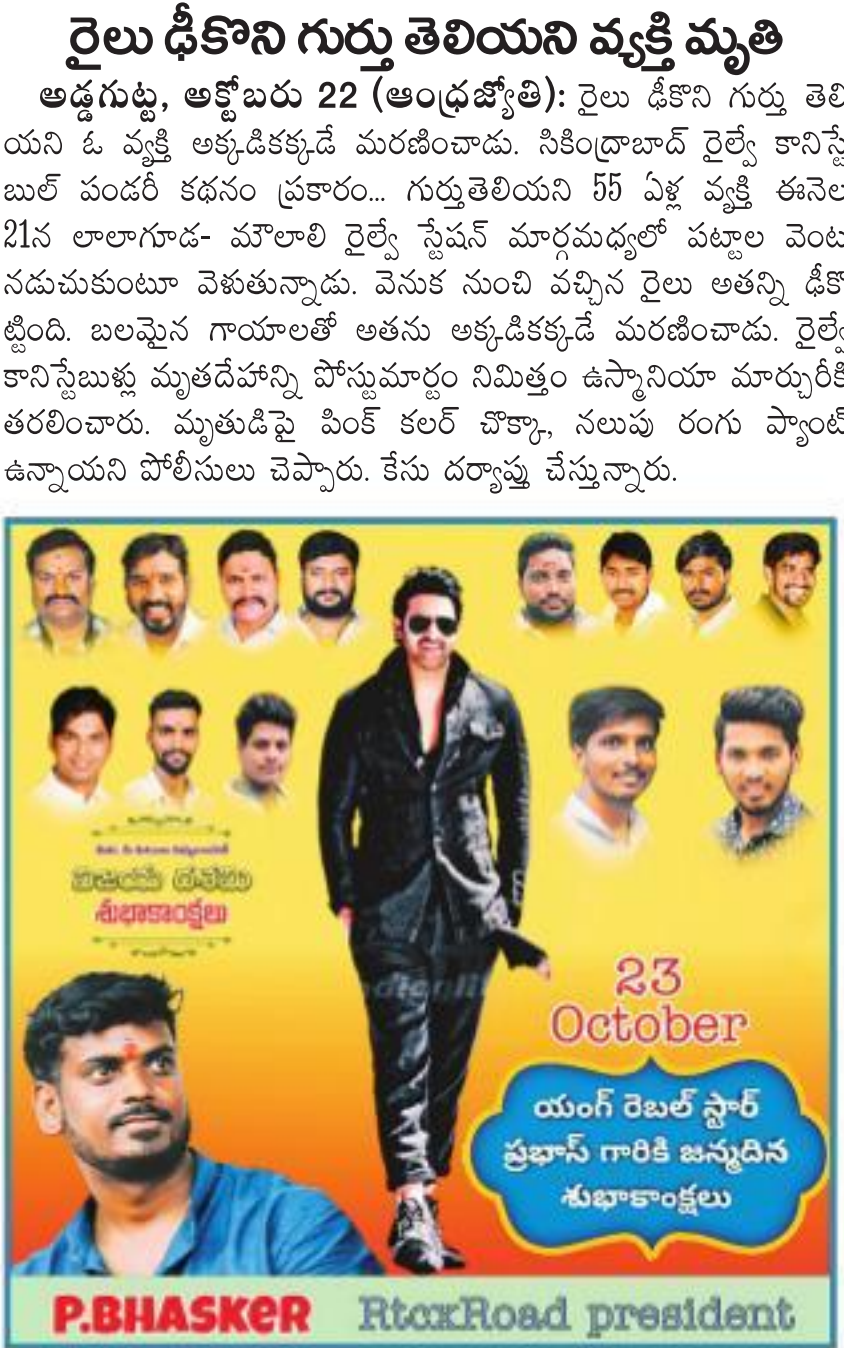 రైలు ఢీకొని గుర్తు తెలియని వ్యక్తి మృతి
అడ్డగుట్ట, అక్టోబరు 22 (ఆంధ్రజ్యోతి): రైలు ఢీకొని గుర్తు తెలి
యని ఓ వ్యక్తి అక్కడికక్కడే మరణించాడు. సికింద్రాబాద్ రైల్వే కానిస్టే
బుల్ పండరీ కథనం ప్రకారం... గుర్తుతెలియని 55 ఏళ్ల వ్యక్తి ఈనెల
21న లాలాగూడ- మౌలాలి రైల్వే స్టేషన్ మార్గమధ్యలో పట్టాల వెంట
నడుచుకుంటూ వెళుతున్నాడు. వెనుక నుంచి వచ్చిన రైలు అతన్ని ఢీకొ
ట్టింది. బలమైన గాయాలతో అతను అక్కడికక్కడే మరణించాడు. రైల్వే
కానిస్టేబుళ్లు మృతదేహాన్ని పోస్టుమార్టం నిమిత్తం ఉస్మానియా మార్చురీకి
తరలించారు. మృతుడిపై పింక్ కలర్ చొక్కా, నలుపు రంగు ప్యాంట్
ఉన్నాయని పోలీసులు చెప్పారు. కేసు దర్యాప్తు చేస్తున్నారు.
విజయ దశమి
శుభాకాంక్షలు
23
October
యంగ్ రెబల్ స్టార్
ప్రభాస్ గారికి జన్మదిన
శుభాకాంక్షలు
P.BHASKER RtcxRoad president